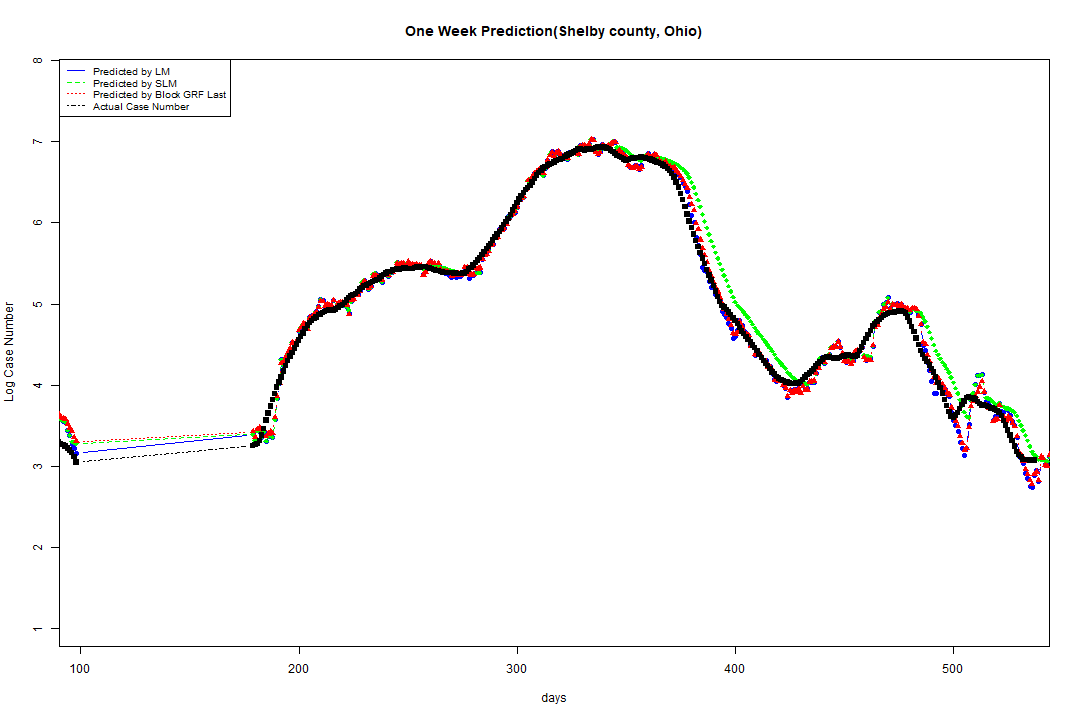 One Week Prediction(Shelby county, Ohio)
Predicted by LM
Predicted by SLM
Predicted by Block GRF Last
Actual Case Number
8
7
6
5
4
3
2
1
Log Case Number
100 200 300 400 500
days